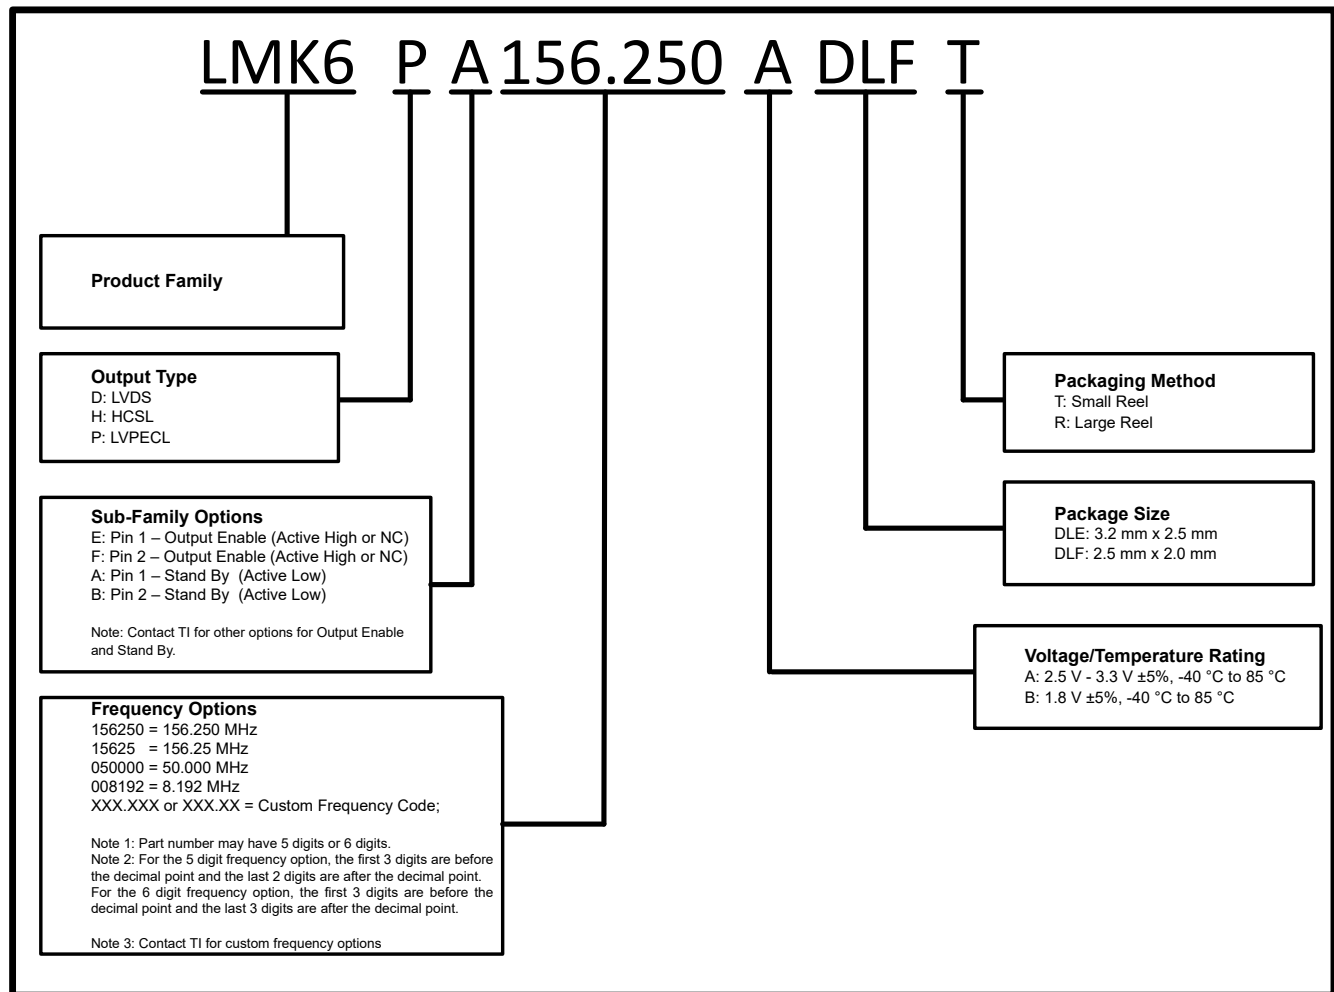 LMK6 P A 156.250 A DLF T
Product Family
Output Type
D: LVDS
H: HCSL
P: LVPECL
Sub-Family Options
E: Pin 1 – Output Enable (Active High or NC)
F: Pin 2 – Output Enable (Active High or NC)
A: Pin 1 – Stand By (Active Low)
B: Pin 2 – Stand By (Active Low)
Note: Contact TI for other options for Output Enable
and Stand By.
Frequency Options
156250 = 156.250 MHz
15625 = 156.25 MHz
050000 = 50.000 MHz
008192 = 8.192 MHz
XXX.XXX or XXX.XX = Custom Frequency Code;
Note 1: Part number may have 5 digits or 6 digits.
Note 2: For the 5 digit frequency option, the first 3 digits are before
the decimal point and the last 2 digits are after the decimal point.
For the 6 digit frequency option, the first 3 digits are before the
decimal point and the last 3 digits are after the decimal point.
Note 3: Contact TI for custom frequency options
Packaging Method
T: Small Reel
R: Large Reel
Package Size
DLE: 3.2 mm x 2.5 mm
DLF: 2.5 mm x 2.0 mm
Voltage/Temperature Rating
A: 2.5 V - 3.3 V ±5%, -40 °C to 85 °C
B: 1.8 V ±5%, -40 °C to 85 °C